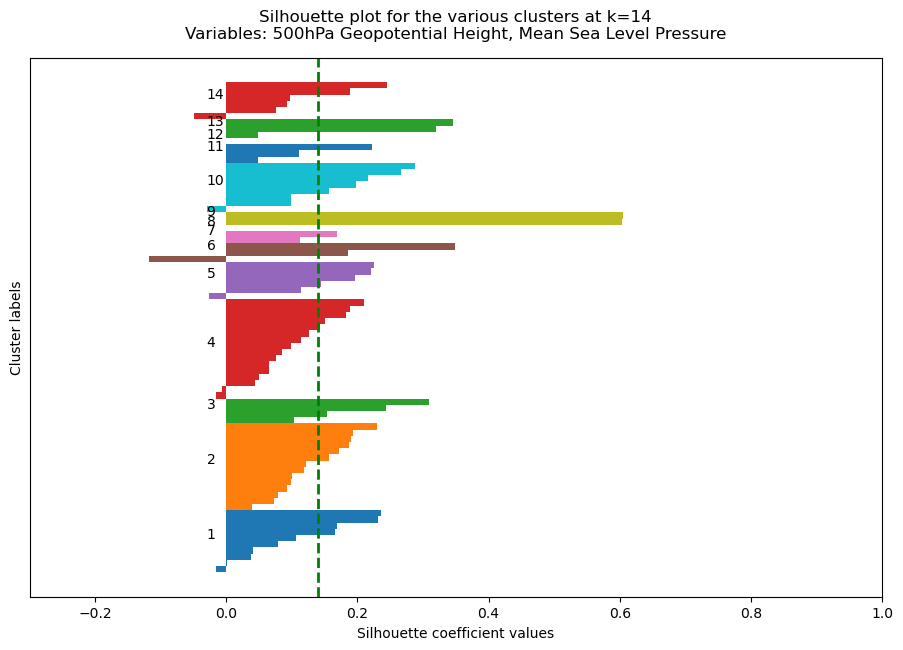 Silhouette plot for the various clusters at k=14
Variables: 500hPa Geopotential Height, Mean Sea Level Pressure
Cluster labels
14
13
12
11
10
9
8
7
6
5
4
3
2
1
−0.2 0.0 0.2 0.4 0.6 0.8 1.0
Silhouette coefficient values